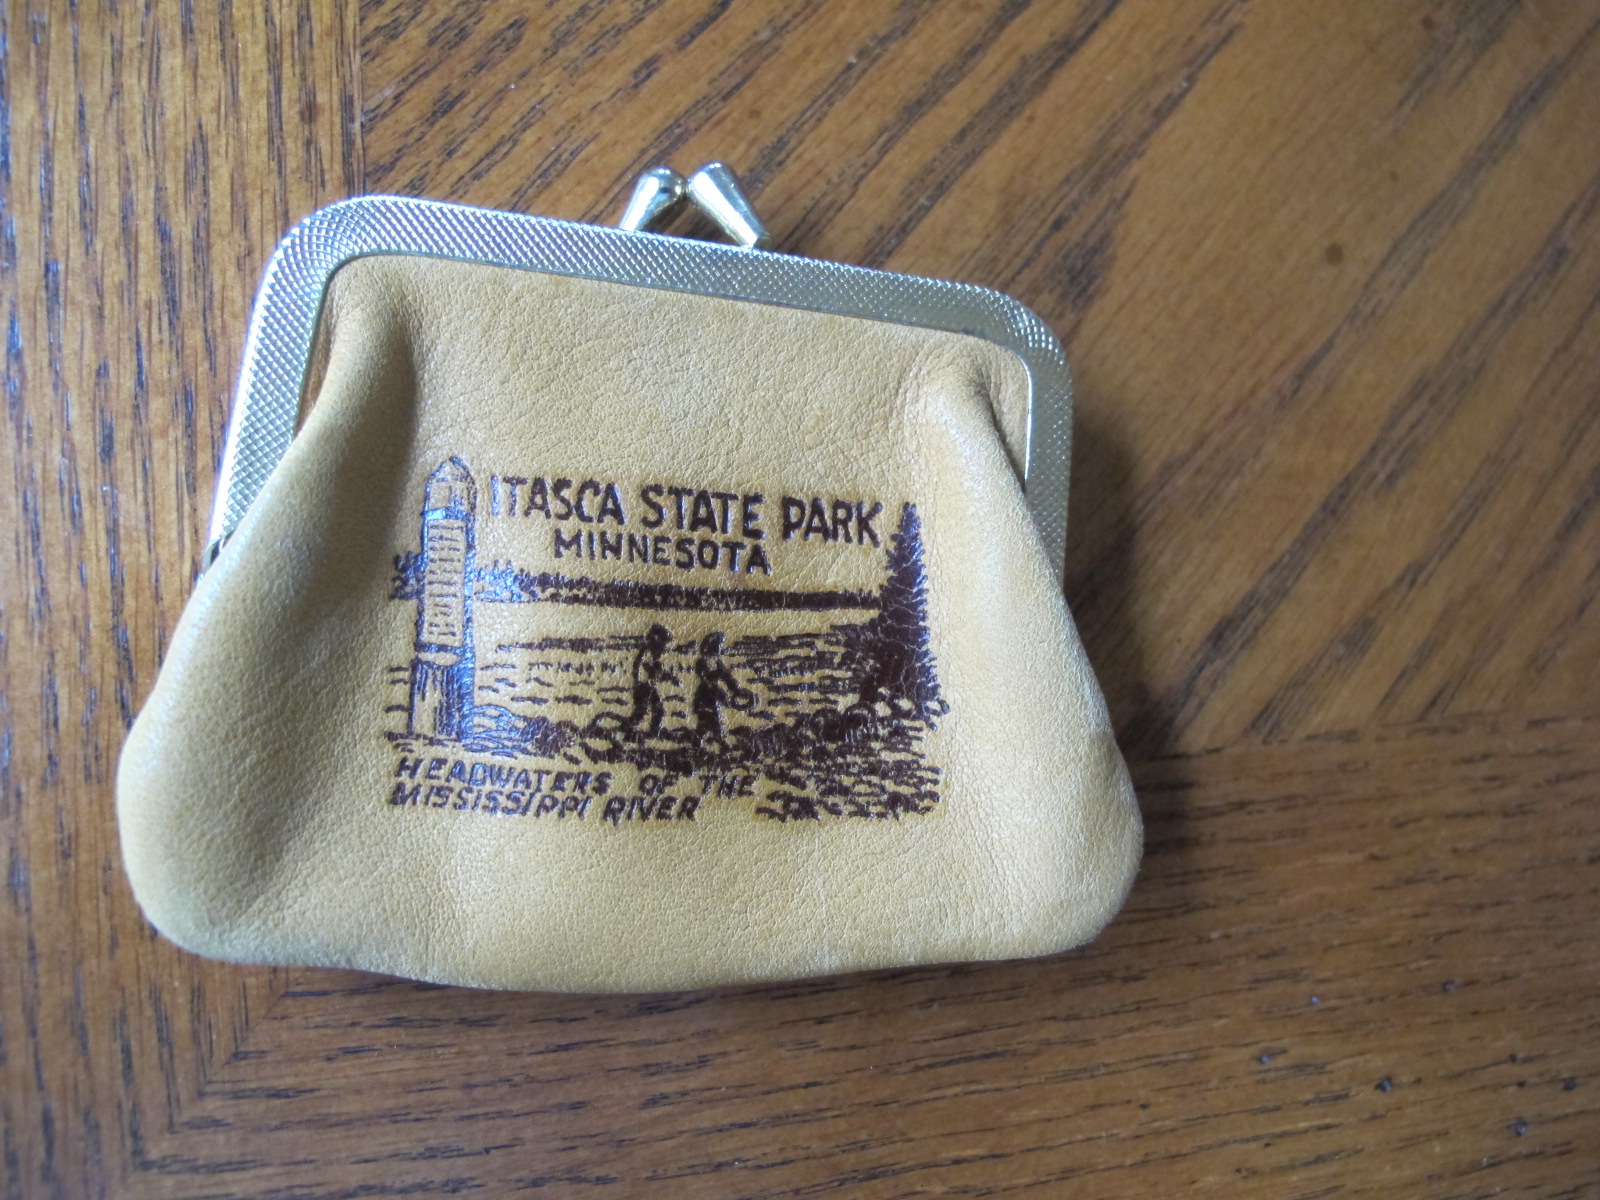 ITASCA STATE PARK
MINNESOTA
HEADWATERS OF THE
MISSISSIPPI RIVER